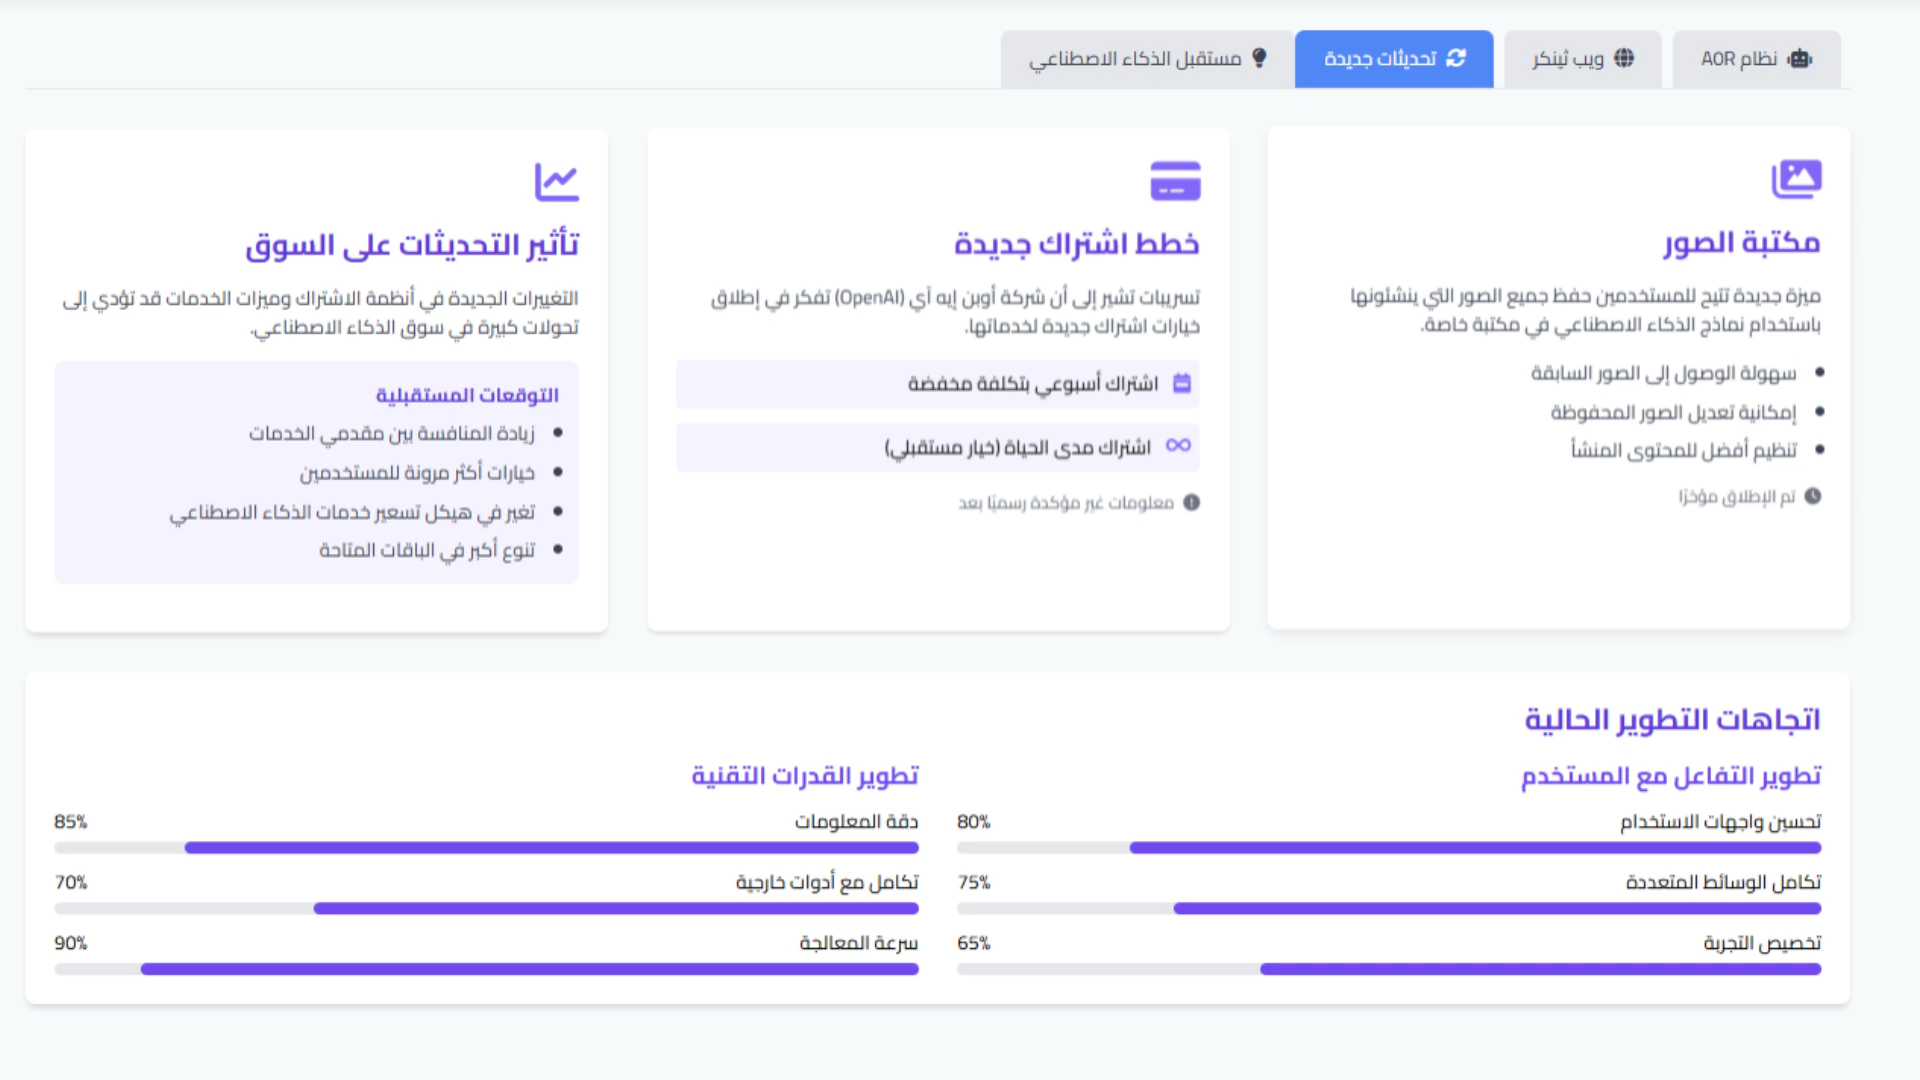 نظام AOR
ويب ثينكر
تحديثات جديدة
مستقبل الذكاء الاصطناعي
مكتبة الصور
ميزة جديدة تتيح للمستخدمين حفظ جميع الصور التي ينشئونها
باستخدام نماذج الذكاء الاصطناعي في مكتبة خاصة.
سهولة الوصول إلى الصور السابقة
إمكانية تعديل الصور المحفوظة
تنظيم أفضل للمحتوى المنشأ
تم الإطلاق مؤخرًا
خطط اشتراك جديدة
تسريبات تشير إلى أن شركة أوبن إيه آي (OpenAI) تفكر في إطلاق
خيارات اشتراك جديدة لخدماتها.
اشتراك أسبوعي بتكلفة مخفضة
اشتراك مدى الحياة (خيار مستقبلي)
معلومات غير مؤكدة رسميًا بعد
تأثير التحديثات على السوق
التغييرات الجديدة في أنظمة الاشتراك وميزات الخدمات قد تؤدي إلى
تحولات كبيرة في سوق الذكاء الاصطناعي.
التوقعات المستقبلية
زيادة المنافسة بين مقدمي الخدمات
خيارات أكثر مرونة للمستخدمين
تغير في هيكل تسعير خدمات الذكاء الاصطناعي
تنوع أكبر في الباقات المتاحة
اتجاهات التطوير الحالية
تطوير التفاعل مع المستخدم
تحسين واجهات الاستخدام 80%
تكامل الوسائط المتعددة 75%
تخصيص التجربة 65%
تطوير القدرات التقنية
دقة المعلومات 85%
تكامل مع أدوات خارجية 70%
سرعة المعالجة 90%